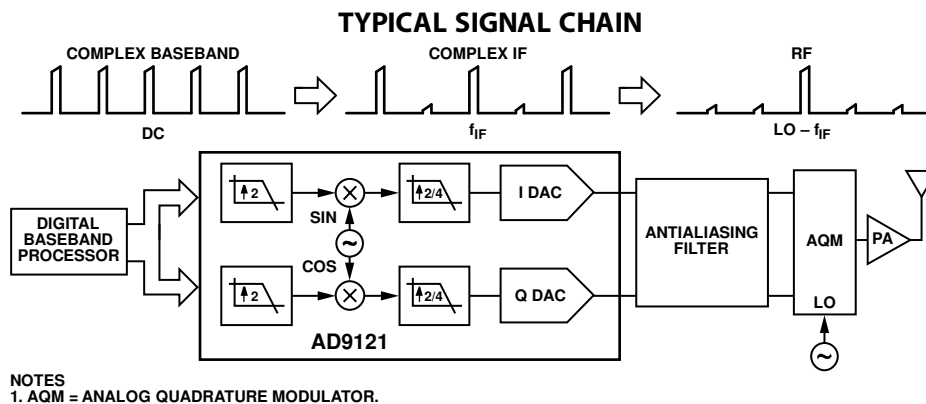 TYPICAL SIGNAL CHAIN
COMPLEX BASEBAND
COMPLEX IF
RF
DC
fIF
LO – fIF
2
2/4
I DAC
SIN
COS
DIGITAL
BASEBAND
PROCESSOR
ANTIALIASING
FILTER
AQM
PA
2
2/4
Q DAC
LO
AD9121
NOTES
1. AQM = ANALOG QUADRATURE MODULATOR.